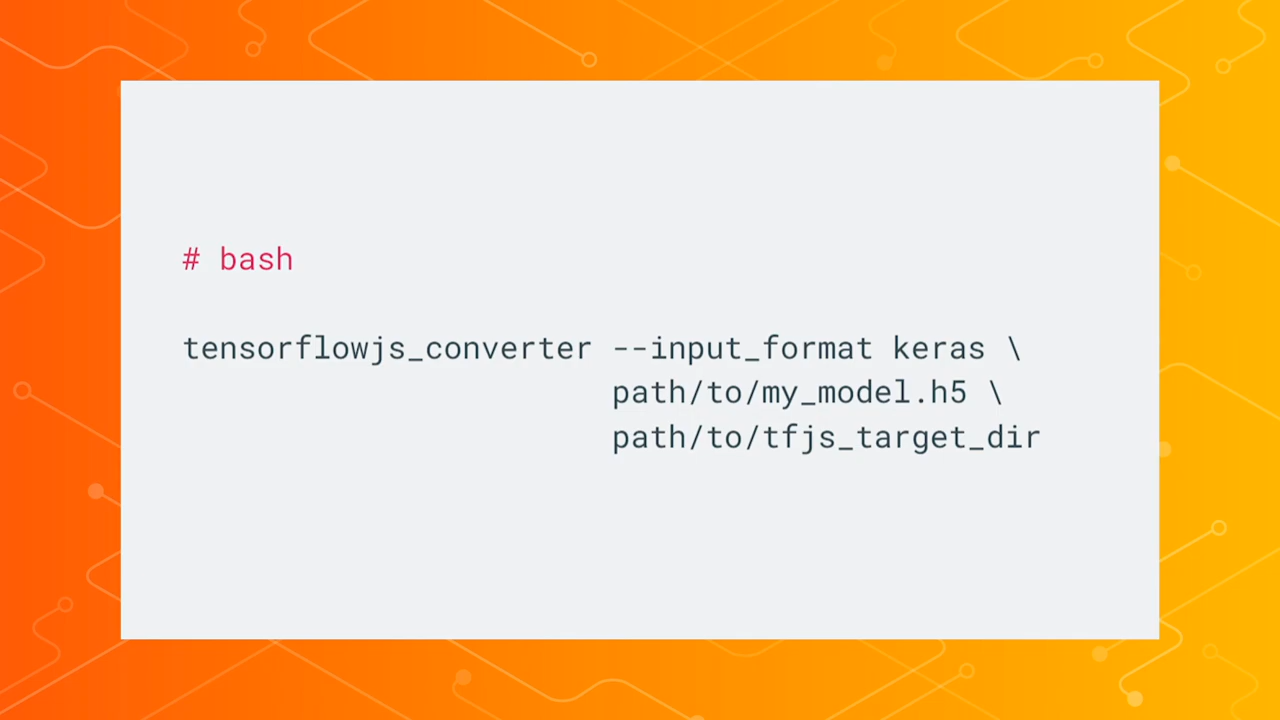 # bash
tensorflowjs_converter --input_format keras \
path/to/my_model.h5 \
path/to/tfjs_target_dir